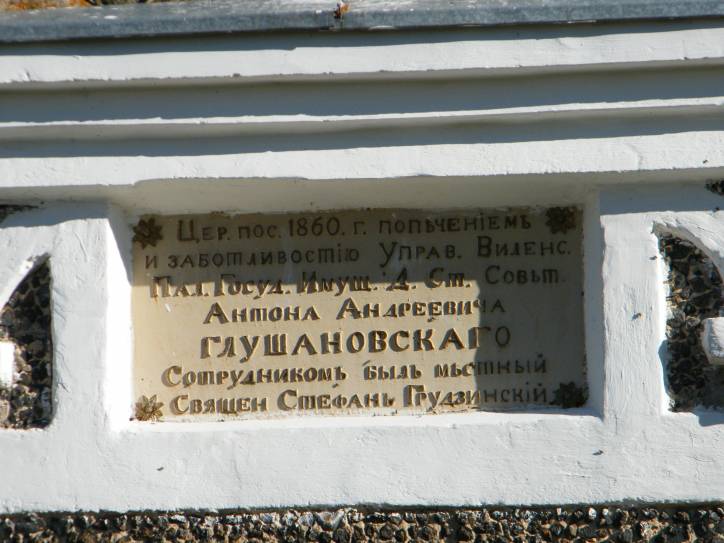 Цер. пос. 1860. г. попѣченіемъ
и заботливостію Управ. Виленс.
Пал. Госуд. Имущ. Д. Ст. Совѣт.
Антона Андреевича
Глушановскаго
Сотрудникомъ былъ мѣстный
Священ Стефанъ Грудзинскій